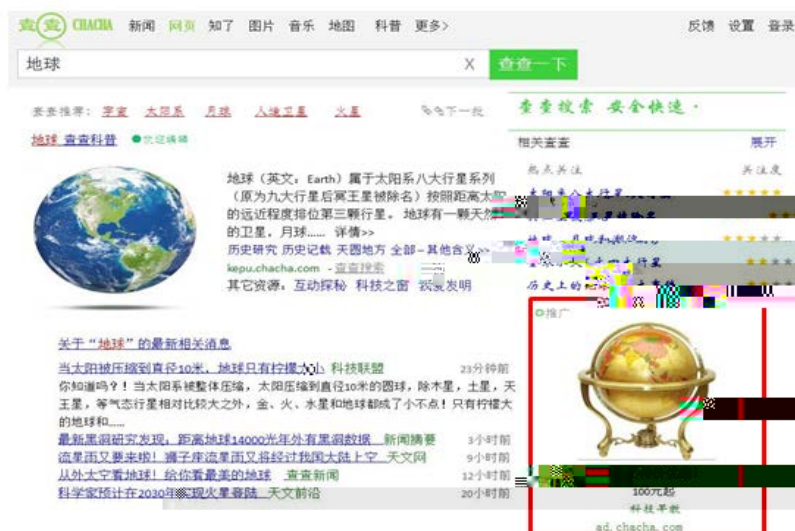 查查 CHACHA 新闻 网页 知了 图片 音乐 地图 科普 更多> 反馈 设置 登录
地球 X 查查一下
查查推荐: 宇宙 太阳系 月球 人造卫星 火星 下一批
查查搜索 安全快速·
地球 查查科普 欢迎编辑
相关查查 展开
热点关注 关注度
地球（英文：Earth）属于太阳系八大行星系列
（原为九大行星后冥王星被除名）按照距离太
的远近程度排位第三颗行星。 地球有一颗天然
的卫星，月球…… 详情>>
历史研究 历史记载 天圆地方 全部-其他含义>>
kepu.chacha.com - 查查搜索
其它资源：互动探秘 科技之窗 发明
太阳系八大行星
大行星
历史上的
推广
关于“地球”的最新相关消息
当太阳被压缩到直径10米，地球只有柠檬大小 科技联盟 23分钟前
你知道吗？！当太阳系被整体压缩，太阳压缩到直径10米的圆球，除木星，土星，天
王星，等气态行星相对比较大之外，金、火、水星和地球都成了小不点！只有柠檬大
的地球和……
最新黑洞研究发现，距离地球14000光年外有黑洞数据 新闻摘要 3小时前
流星雨又要来啦！狮子座流星雨又将经过我国大陆上空 天文网 9小时前
从外太空看地球！给你看最美的地球 查查新闻 12小时前
科学家预计在2030年实现火星登陆 天文前沿 20小时前
100元起
科技早教
ad.chacha.com